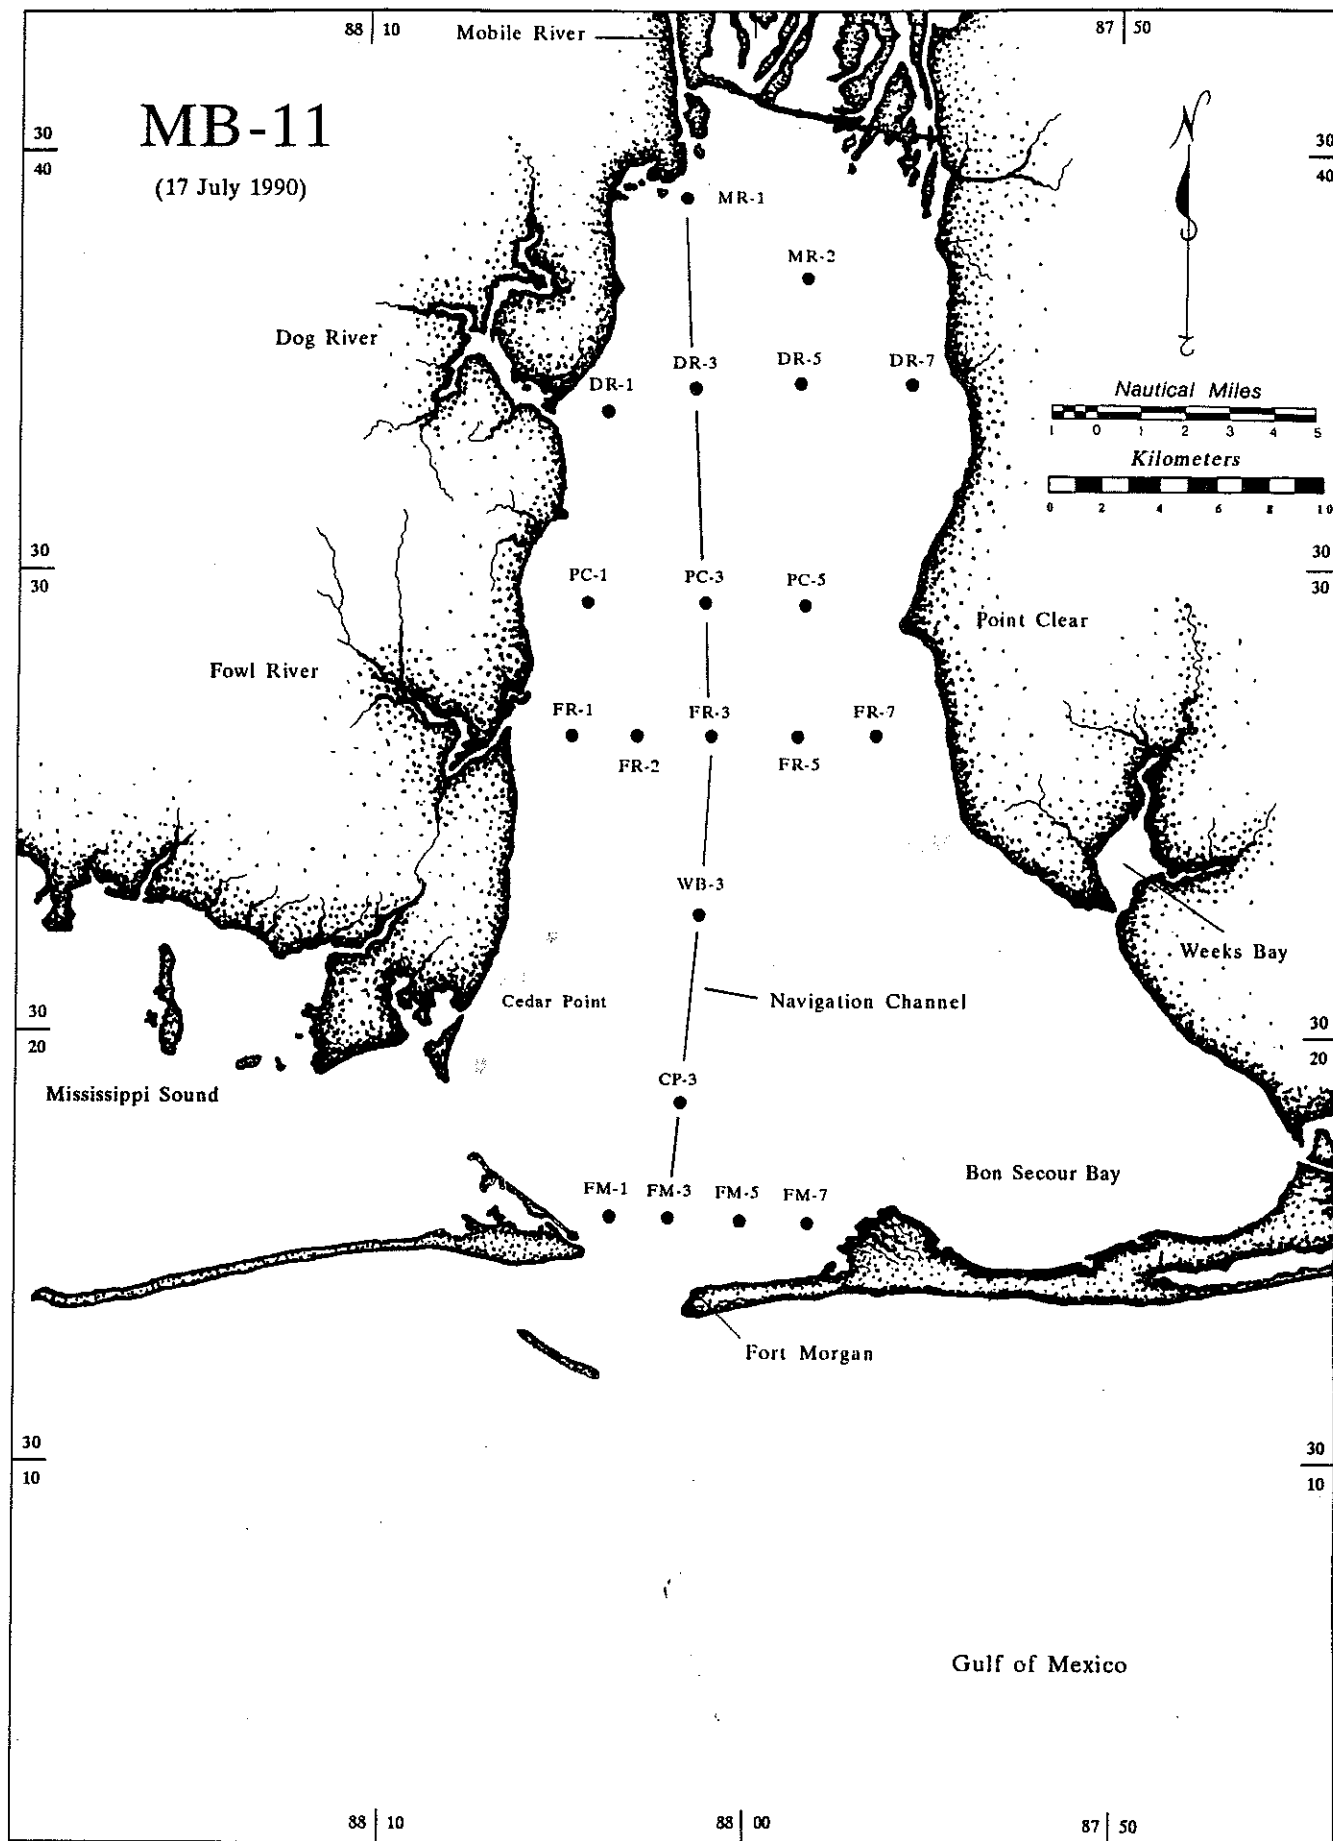 88 10
Mobile River
87 50
MB-11
(17 July 1990)
30
40
30
40
N
MR-1
MR-2
Dog River
DR-1
DR-3
DR-5
DR-7
Nautical Miles
1 0 1 2 3 4 5
Kilometers
0 2 4 6 8 10
30
30
30
30
PC-1
PC-3
PC-5
Point Clear
Fowl River
FR-1
FR-3
FR-7
FR-2
FR-5
WB-3
Weeks Bay
Cedar Point
Navigation Channel
30
20
30
20
Mississippi Sound
CP-3
Bon Secour Bay
FM-1
FM-3
FM-5
FM-7
Fort Morgan
30
10
30
10
Gulf of Mexico
88 10
88 00
87 50